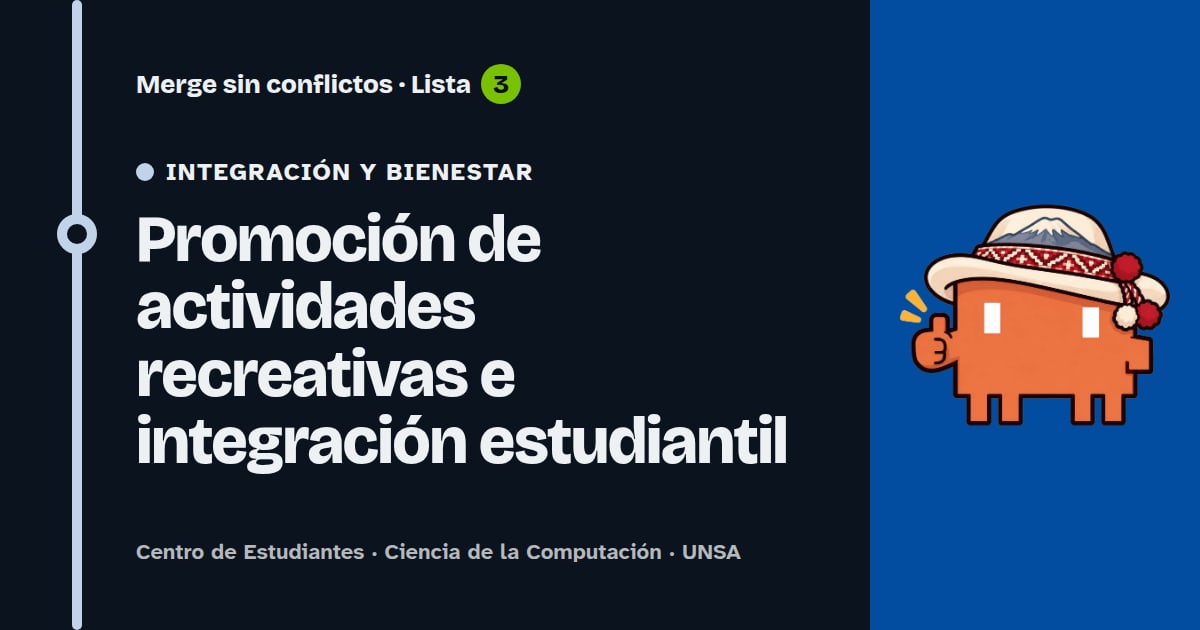 Merge sin conflictos · Lista 3
INTEGRACIÓN Y BIENESTAR
Promoción de
actividades
recreativas e
integración estudiantil
Centro de Estudiantes · Ciencia de la Computación · UNSA